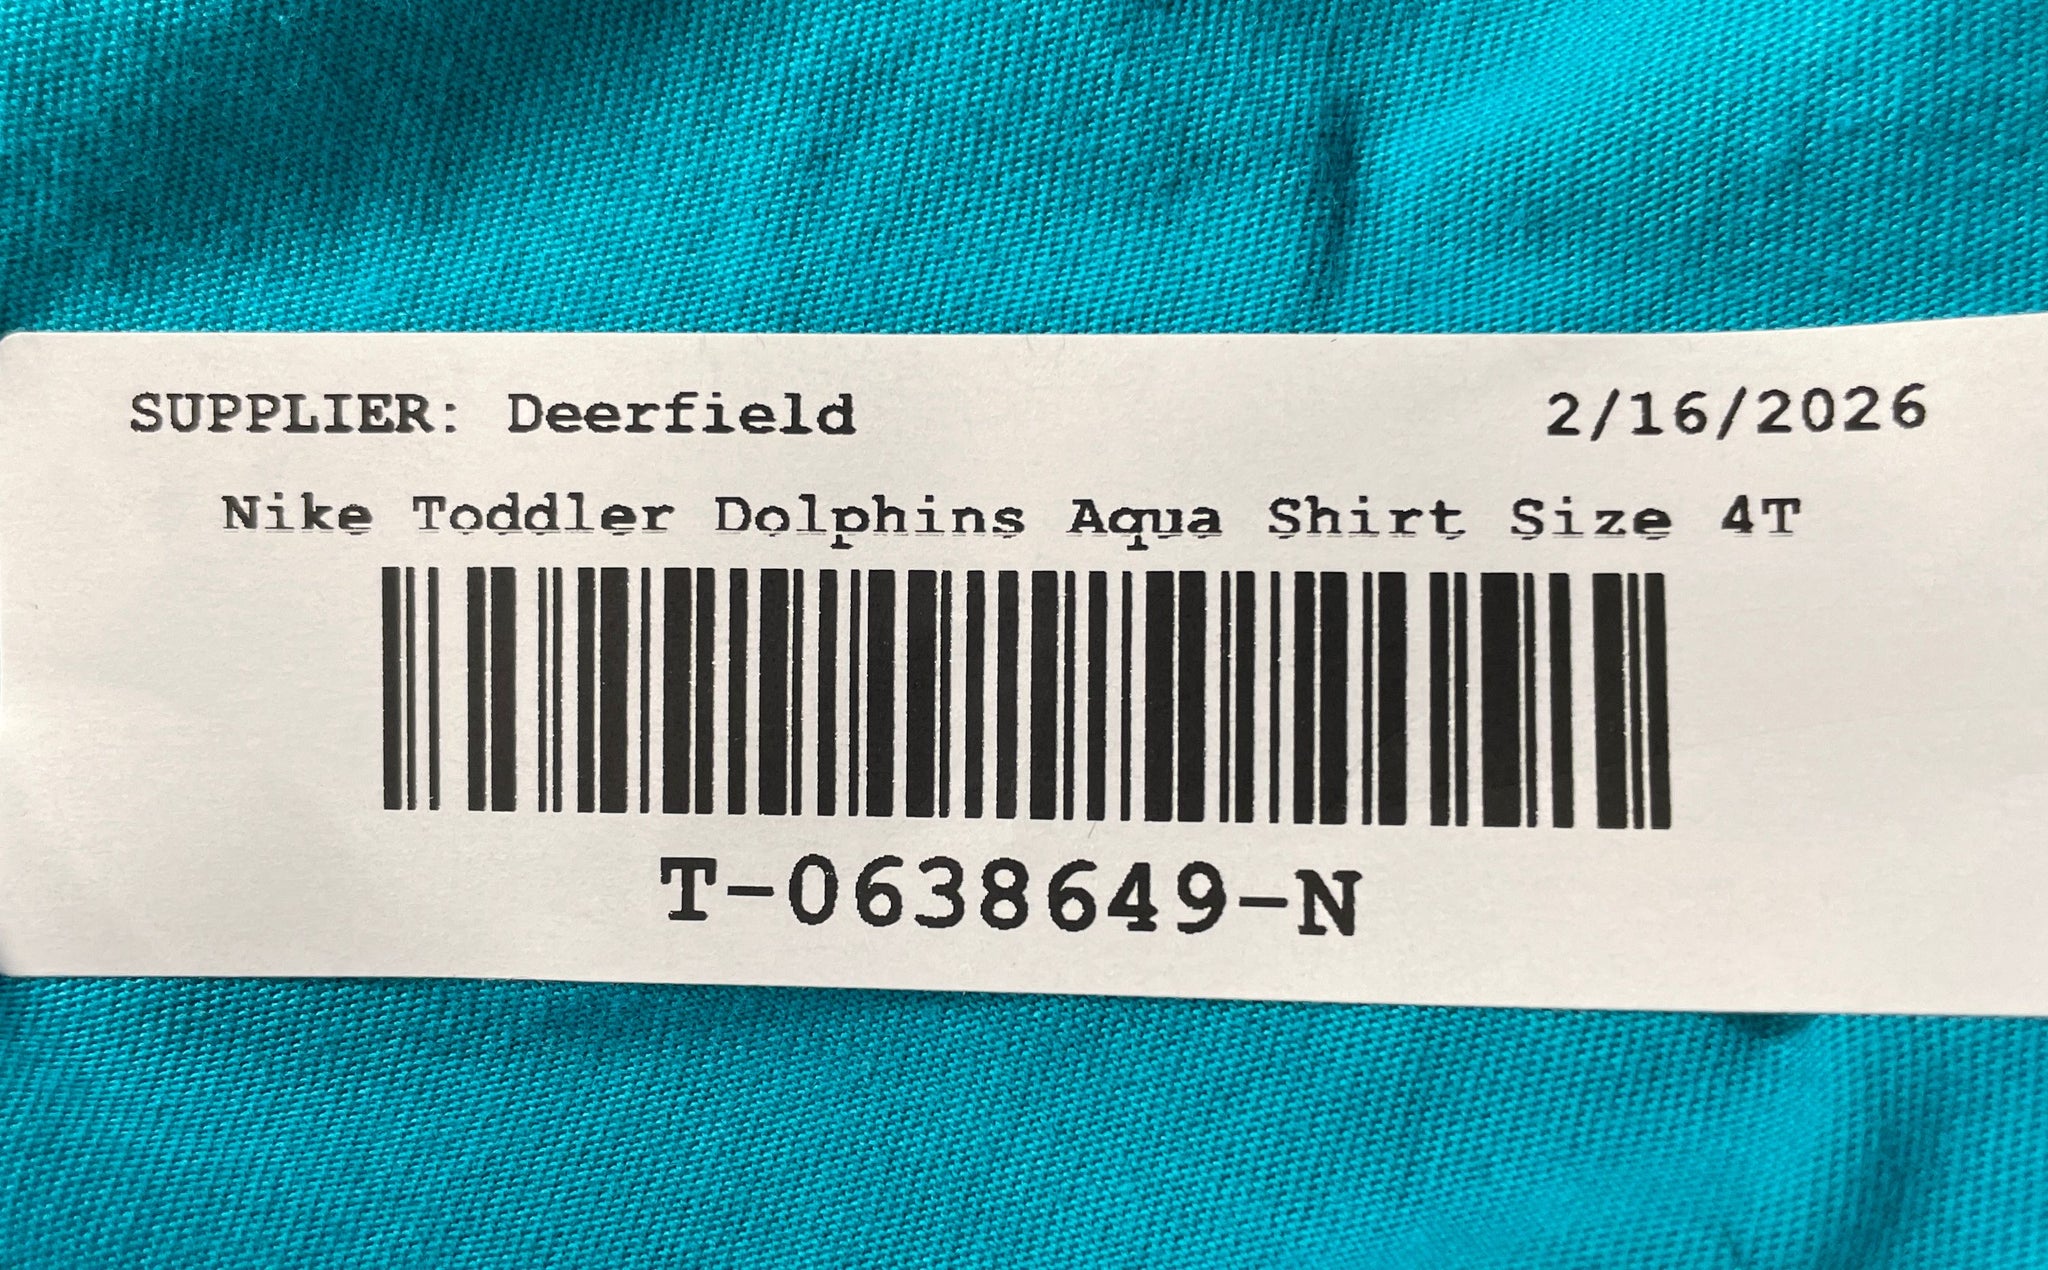 SUPPLIER: Deerfield 2/16/2026
Nike Toddler Dolphins Aqua Shirt Size 4T
T-0638649-N